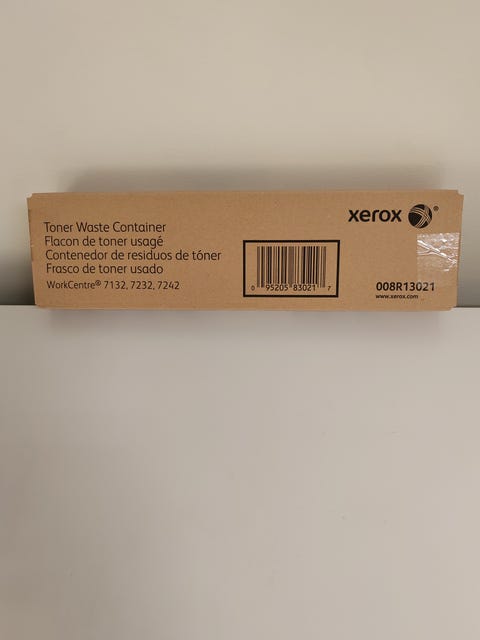 Toner Waste Container
Flacon de toner usagé
Contenedor de residuos de tóner
Frasco de toner usado
WorkCentre® 7132, 7232, 7242
0 95205 83021 7
xerox ®
008R13021
www.xerox.com